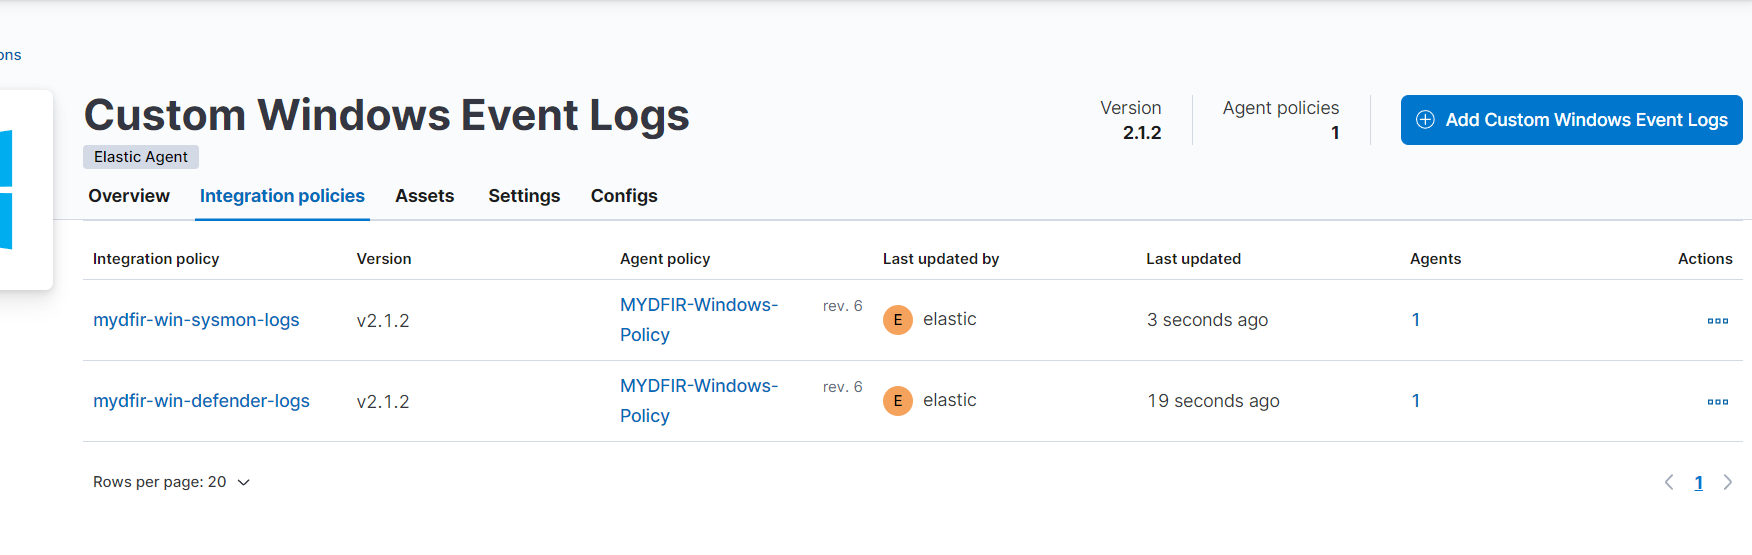 ons
Custom Windows Event Logs
Elastic Agent
Version
2.1.2
Agent policies
1
Add Custom Windows Event Logs
Overview Integration policies Assets Settings Configs
Integration policy Version Agent policy Last updated by Last updated Agents Actions
mydfir-win-sysmon-logs v2.1.2 MYDFIR-Windows-Policy rev. 6 E elastic 3 seconds ago 1
mydfir-win-defender-logs v2.1.2 MYDFIR-Windows-Policy rev. 6 E elastic 19 seconds ago 1
Rows per page: 20 1